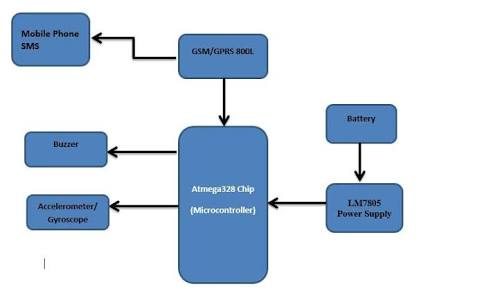 Mobile Phone
SMS
GSM/GPRS 800L
Battery
Buzzer
Atmega328 Chip
(Microcontroller)
LM7805
Power Supply
Accelerometer/
Gyroscope